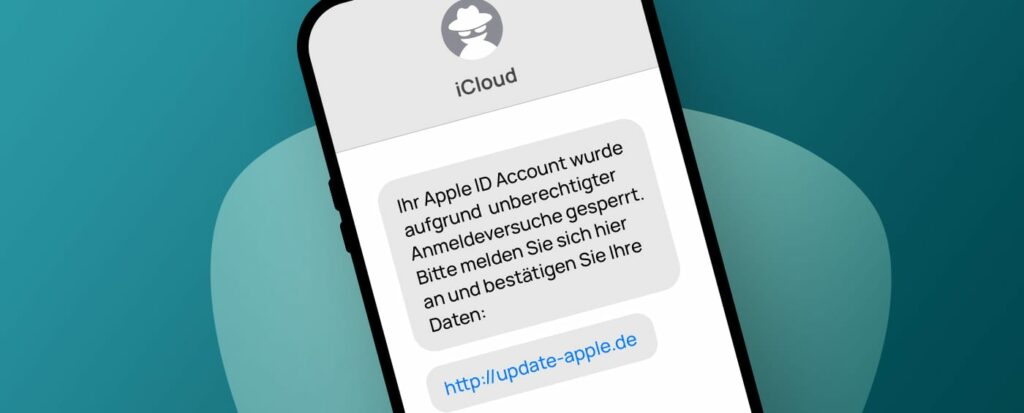 iCloud
Ihr Apple ID Account wurde
aufgrund unberechtigter
Anmeldeversuche gesperrt.
Bitte melden Sie sich hier
an und bestätigen Sie Ihre
Daten:
http://update-apple.de